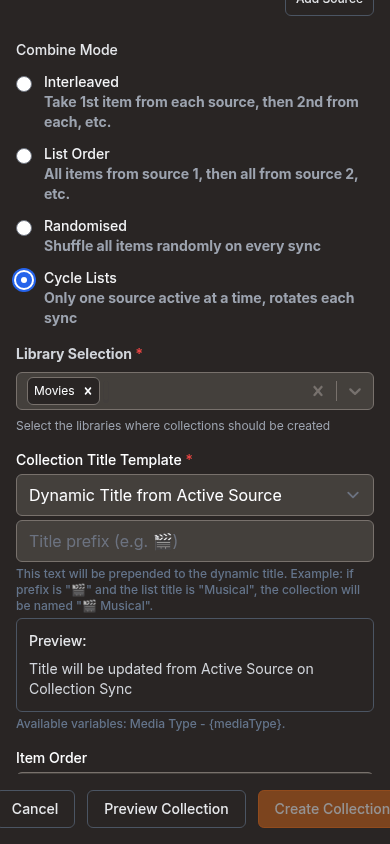 Add Source
Combine Mode
Interleaved
Take 1st item from each source, then 2nd from
each, etc.
List Order
All items from source 1, then all from source 2,
etc.
Randomised
Shuffle all items randomly on every sync
Cycle Lists
Only one source active at a time, rotates each
sync
Library Selection *
Movies
Select the libraries where collections should be created
Collection Title Template *
Dynamic Title from Active Source
Title prefix (e.g. 🎬)
This text will be prepended to the dynamic title. Example: if
prefix is "🎬" and the list title is "Musical", the collection will
be named "🎬 Musical".
Preview:
Title will be updated from Active Source on
Collection Sync
Available variables: Media Type - {mediaType}.
Item Order
Cancel
Preview Collection
Create Collection